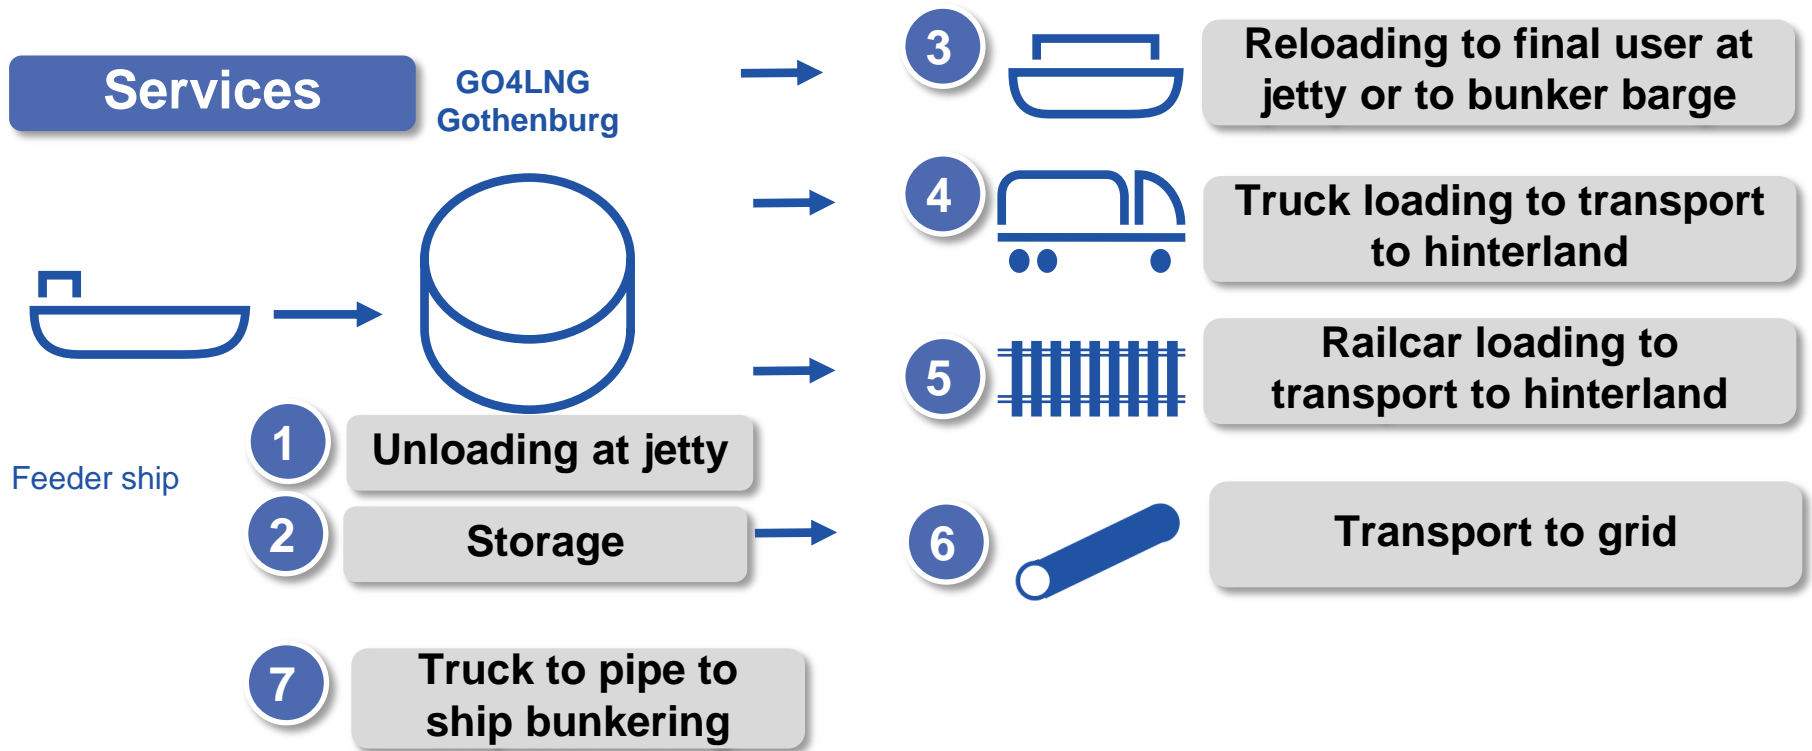 Services
GO4LNG
Gothenburg
Feeder ship
1
Unloading at jetty
2
Storage
3
Reloading to final user at
jetty or to bunker barge
4
Truck loading to transport
to hinterland
5
Railcar loading to
transport to hinterland
6
Transport to grid
7
Truck to pipe to
ship bunkering